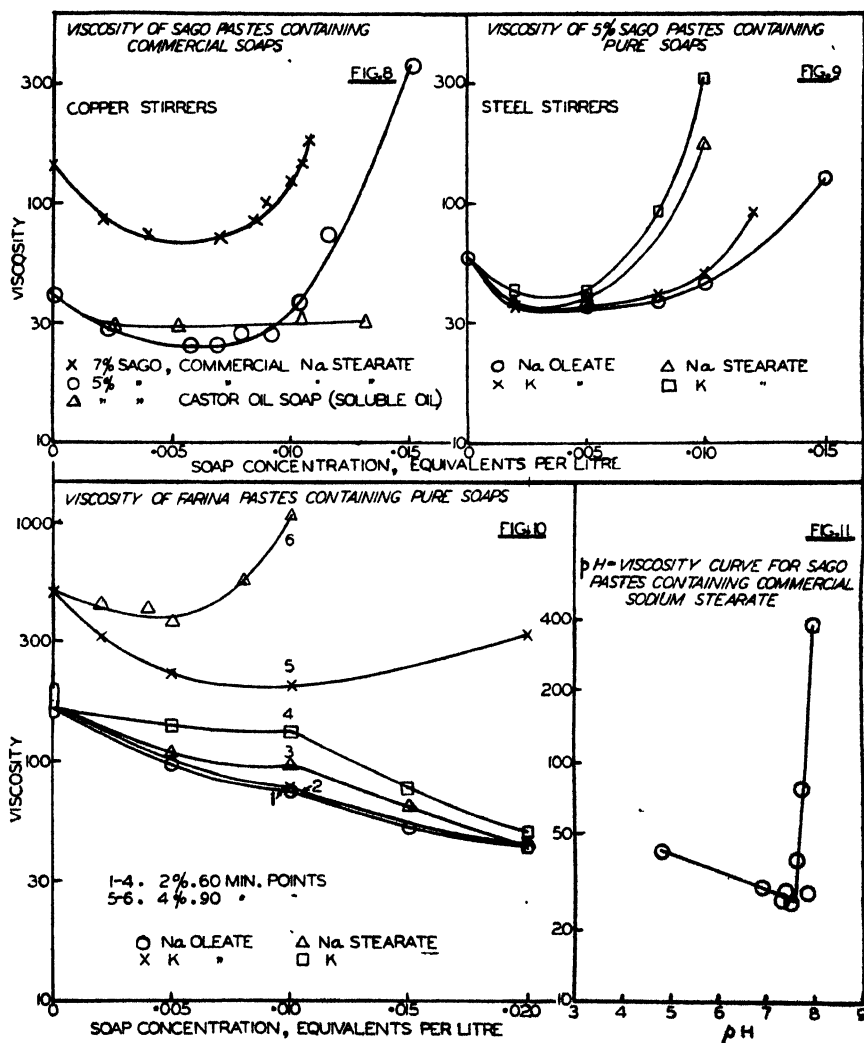 VISCOSITY OF SAGO PASTES CONTAINING
COMMERCIAL SOAPS
FIG.8
COPPER STIRRERS
300
100
30
10
VISCOSITY
X 7% SAGO, COMMERCIAL Na STEARATE
O 5% " " " "
△ " " CASTOR OIL SOAP (SOLUBLE OIL)
0 ·005 ·010 ·015
SOAP CONCENTRATION, EQUIVALENTS PER LITRE
VISCOSITY OF 5% SAGO PASTES CONTAINING
PURE SOAPS
FIG.9
STEEL STIRRERS
300
100
30
10
O Na OLEATE △ Na STEARATE
X K " □ K "
0 ·005 ·010 ·015
VISCOSITY OF FARINA PASTES CONTAINING PURE SOAPS
FIG.10
1000
300
100
30
10
VISCOSITY
6
5
4
3
1 2
1-4. 2%.60 MIN. POINTS
5-6. 4%.90 " "
O Na OLEATE △ Na STEARATE
X K " □ K
0 ·005 ·010 ·015 ·020
SOAP CONCENTRATION, EQUIVALENTS PER LITRE
FIG.11
pH-VISCOSITY CURVE FOR SAGO
PASTES CONTAINING COMMERCIAL
SODIUM STEARATE
400
200
100
50
20
10
3 4 5 6 7 8 9
pH